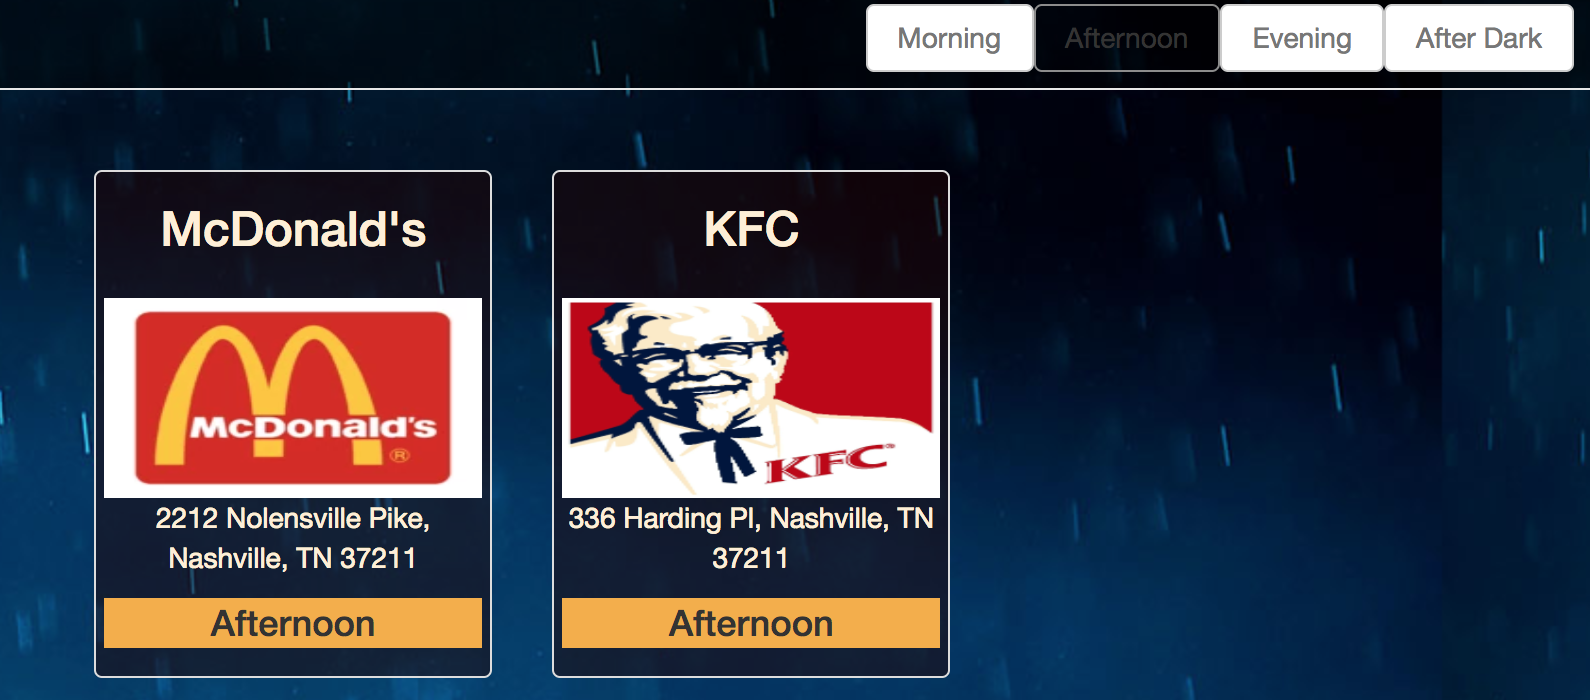 Morning Afternoon Evening After Dark
McDonald's
McDonald's
®
2212 Nolensville Pike,
Nashville, TN 37211
Afternoon
KFC
KFC
336 Harding Pl, Nashville, TN
37211
Afternoon